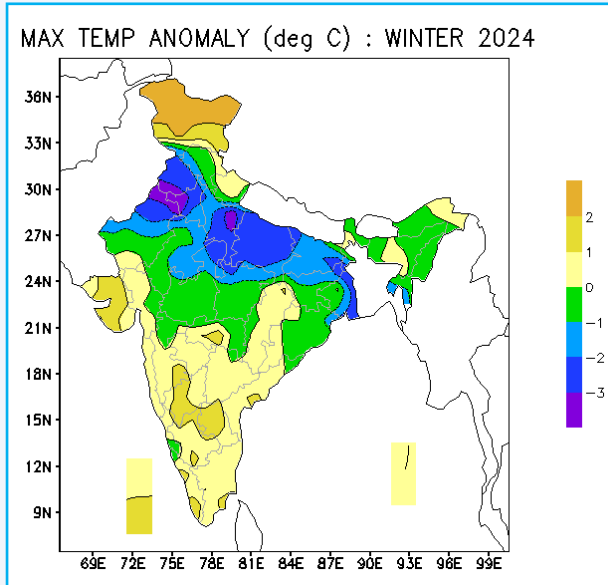 MAX TEMP ANOMALY (deg C) : WINTER 2024
36N
33N
30N
27N
24N
21N
18N
15N
12N
9N
69E 72E 75E 78E 81E 84E 87E 90E 93E 96E 99E
2
1
0
−1
−2
−3